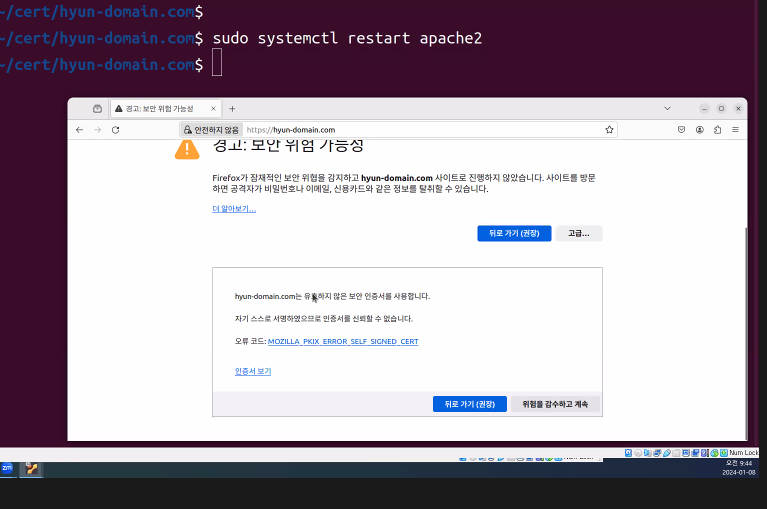 ~/cert/hyun-domain.com$
~/cert/hyun-domain.com$ sudo systemctl restart apache2
~/cert/hyun-domain.com$
경고: 보안 위험 가능성
안전하지 않음 https://hyun-domain.com
경고: 보안 위험 가능성
Firefox가 잠재적인 보안 위험을 감지하고 hyun-domain.com 사이트로 진행하지 않았습니다. 사이트를 방문
하면 공격자가 비밀번호나 이메일, 신용카드와 같은 정보를 탈취할 수 있습니다.
더 알아보기...
뒤로 가기 (권장) 고급...
hyun-domain.com는 유효하지 않은 보안 인증서를 사용합니다.
자기 스스로 서명하였으므로 인증서를 신뢰할 수 없습니다.
오류 코드: MOZILLA_PKIX_ERROR_SELF_SIGNED_CERT
인증서 보기
뒤로 가기 (권장) 위험을 감수하고 계속
Num Lock
zm
오전 9:44
2024-01-08